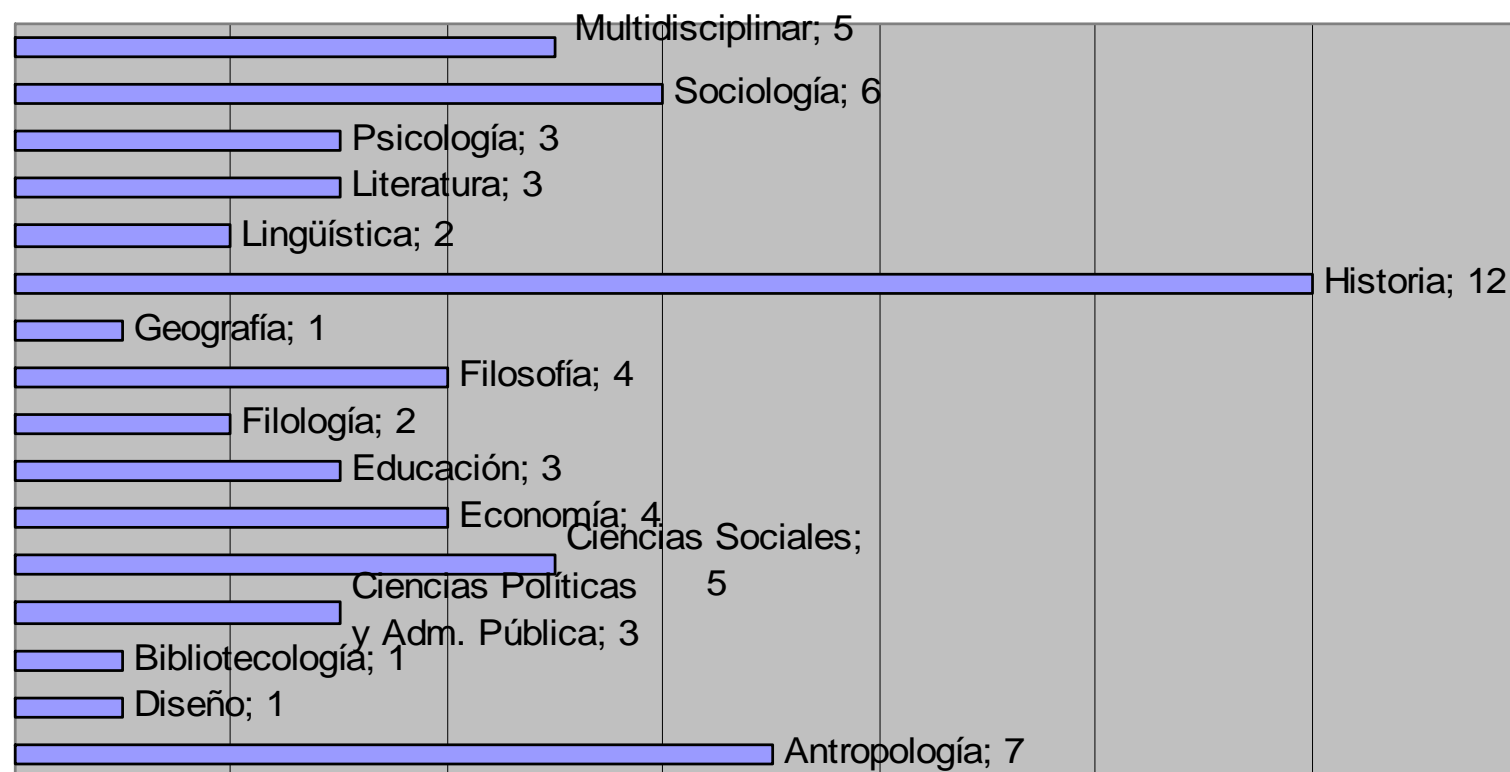 Multidisciplinar; 5
Sociología; 6
Psicología; 3
Literatura; 3
Lingüística; 2
Historia; 12
Geografía; 1
Filosofía; 4
Filología; 2
Educación; 3
Economía; 4
Ciencias Sociales;
5
Ciencias Políticas
y Adm. Pública; 3
Bibliotecología; 1
Diseño; 1
Antropología; 7